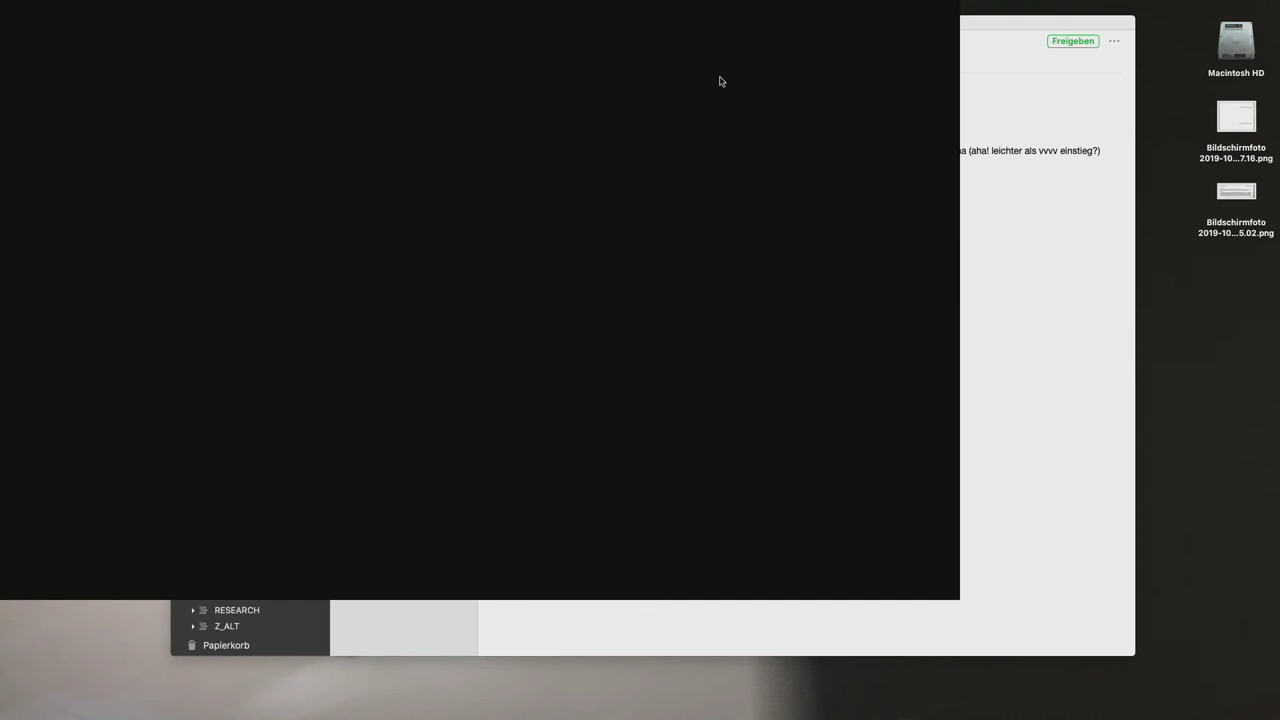 Freigeben
(aha! leichter als vvvv einstieg?)
Macintosh HD
Bildschirmfoto
2019-10...7.16.png
Bildschirmfoto
2019-10...5.02.png
RESEARCH
Z_ALT
Papierkorb